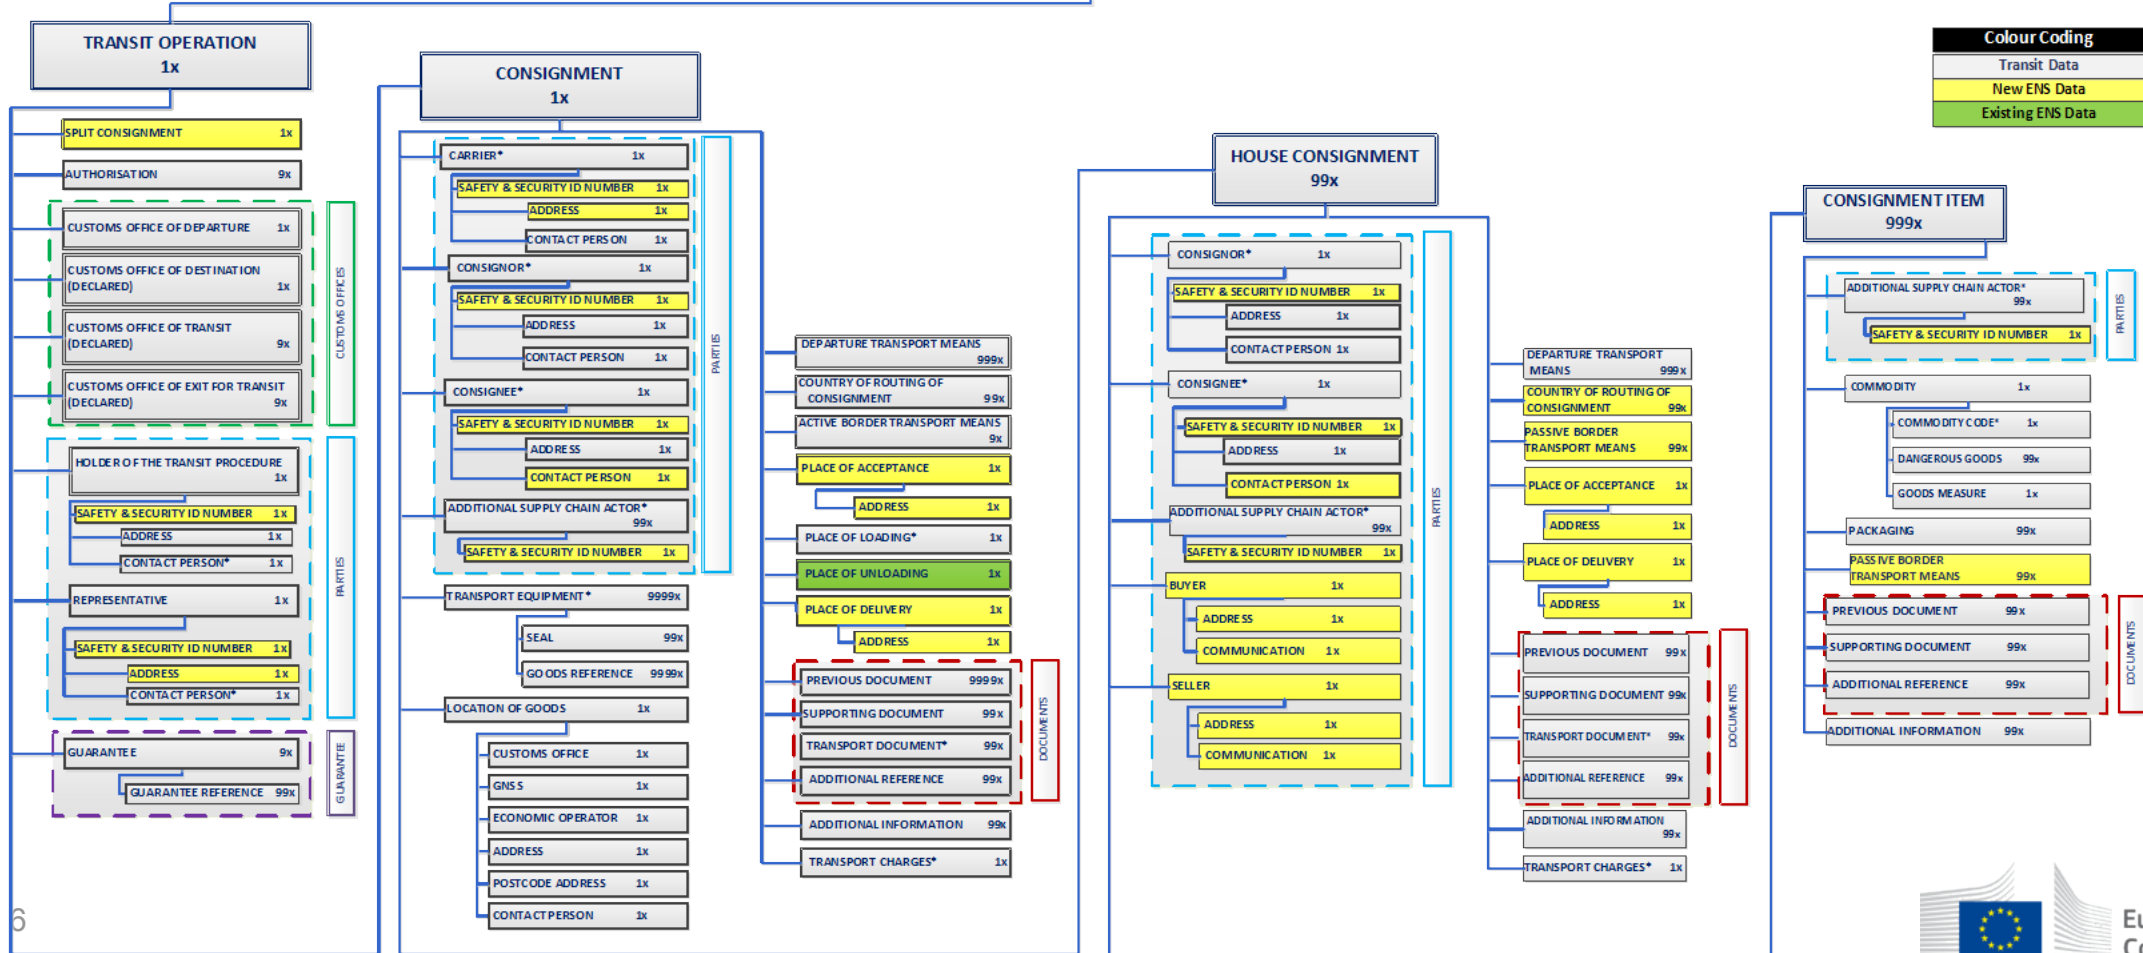 TRANSIT OPERATION
1x
SPLIT CONSIGNMENT 1x
AUTHORISATION 9x
CUSTOMS OFFICE OF DEPARTURE 1x
CUSTOMS OFFICE OF DESTINATION
(DECLARED) 1x
CUSTOMS OFFICE OF TRANSIT
(DECLARED) 9x
CUSTOMS OFFICE OF EXIT FOR TRANSIT
(DECLARED) 9x
CUSTOMS OFFICES
HOLDER OF THE TRANSIT PROCEDURE
1x
SAFETY & SECURITY ID NUMBER 1x
ADDRESS 1x
CONTACT PERSON* 1x
REPRESENTATIVE 1x
SAFETY & SECURITY ID NUMBER 1x
ADDRESS 1x
CONTACT PERSON* 1x
PARTIES
GUARANTEE 9x
GUARANTEE REFERENCE 99x
GUARANTEE
CONSIGNMENT
1x
CARRIER* 1x
SAFETY & SECURITY ID NUMBER 1x
ADDRESS 1x
CONTACT PERSON 1x
CONSIGNOR* 1x
SAFETY & SECURITY ID NUMBER 1x
ADDRESS 1x
CONTACT PERSON 1x
CONSIGNEE* 1x
SAFETY & SECURITY ID NUMBER 1x
ADDRESS 1x
CONTACT PERSON 1x
ADDITIONAL SUPPLY CHAIN ACTOR*
99x
SAFETY & SECURITY ID NUMBER 1x
PARTIES
TRANSPORT EQUIPMENT* 9999x
SEAL 99x
GOODS REFERENCE 9999x
LOCATION OF GOODS 1x
CUSTOMS OFFICE 1x
GNSS 1x
ECONOMIC OPERATOR 1x
ADDRESS 1x
POSTCODE ADDRESS 1x
CONTACT PERSON 1x
DEPARTURE TRANSPORT MEANS
999x
COUNTRY OF ROUTING OF
CONSIGNMENT 99x
ACTIVE BORDER TRANSPORT MEANS
9x
PLACE OF ACCEPTANCE 1x
ADDRESS 1x
PLACE OF LOADING* 1x
PLACE OF UNLOADING 1x
PLACE OF DELIVERY 1x
ADDRESS 1x
PREVIOUS DOCUMENT 9999x
SUPPORTING DOCUMENT 99x
TRANSPORT DOCUMENT* 99x
ADDITIONAL REFERENCE 99x
DOCUMENTS
ADDITIONAL INFORMATION 99x
TRANSPORT CHARGES* 1x
HOUSE CONSIGNMENT
99x
CONSIGNOR* 1x
SAFETY & SECURITY ID NUMBER 1x
ADDRESS 1x
CONTACT PERSON 1x
CONSIGNEE* 1x
SAFETY & SECURITY ID NUMBER 1x
ADDRESS 1x
CONTACT PERSON 1x
ADDITIONAL SUPPLY CHAIN ACTOR*
99x
SAFETY & SECURITY ID NUMBER 1x
BUYER 1x
ADDRESS 1x
COMMUNICATION 1x
SELLER 1x
ADDRESS 1x
COMMUNICATION 1x
PARTIES
DEPARTURE TRANSPORT
MEANS 999x
COUNTRY OF ROUTING OF
CONSIGNMENT 99x
PASSIVE BORDER
TRANSPORT MEANS 99x
PLACE OF ACCEPTANCE 1x
ADDRESS 1x
PLACE OF DELIVERY 1x
ADDRESS 1x
PREVIOUS DOCUMENT 99x
SUPPORTING DOCUMENT 99x
TRANSPORT DOCUMENT* 99x
ADDITIONAL REFERENCE 99x
DOCUMENTS
ADDITIONAL INFORMATION
99x
TRANSPORT CHARGES* 1x
Colour Coding
Transit Data
New ENS Data
Existing ENS Data
CONSIGNMENT ITEM
999x
ADDITIONAL SUPPLY CHAIN ACTOR*
99x
SAFETY & SECURITY ID NUMBER 1x
PARTIES
COMMODITY 1x
COMMODITY CODE* 1x
DANGEROUS GOODS 99x
GOODS MEASURE 1x
PACKAGING 99x
PASSIVE BORDER
TRANSPORT MEANS 99x
PREVIOUS DOCUMENT 99x
SUPPORTING DOCUMENT 99x
ADDITIONAL REFERENCE 99x
DOCUMENTS
ADDITIONAL INFORMATION 99x
6